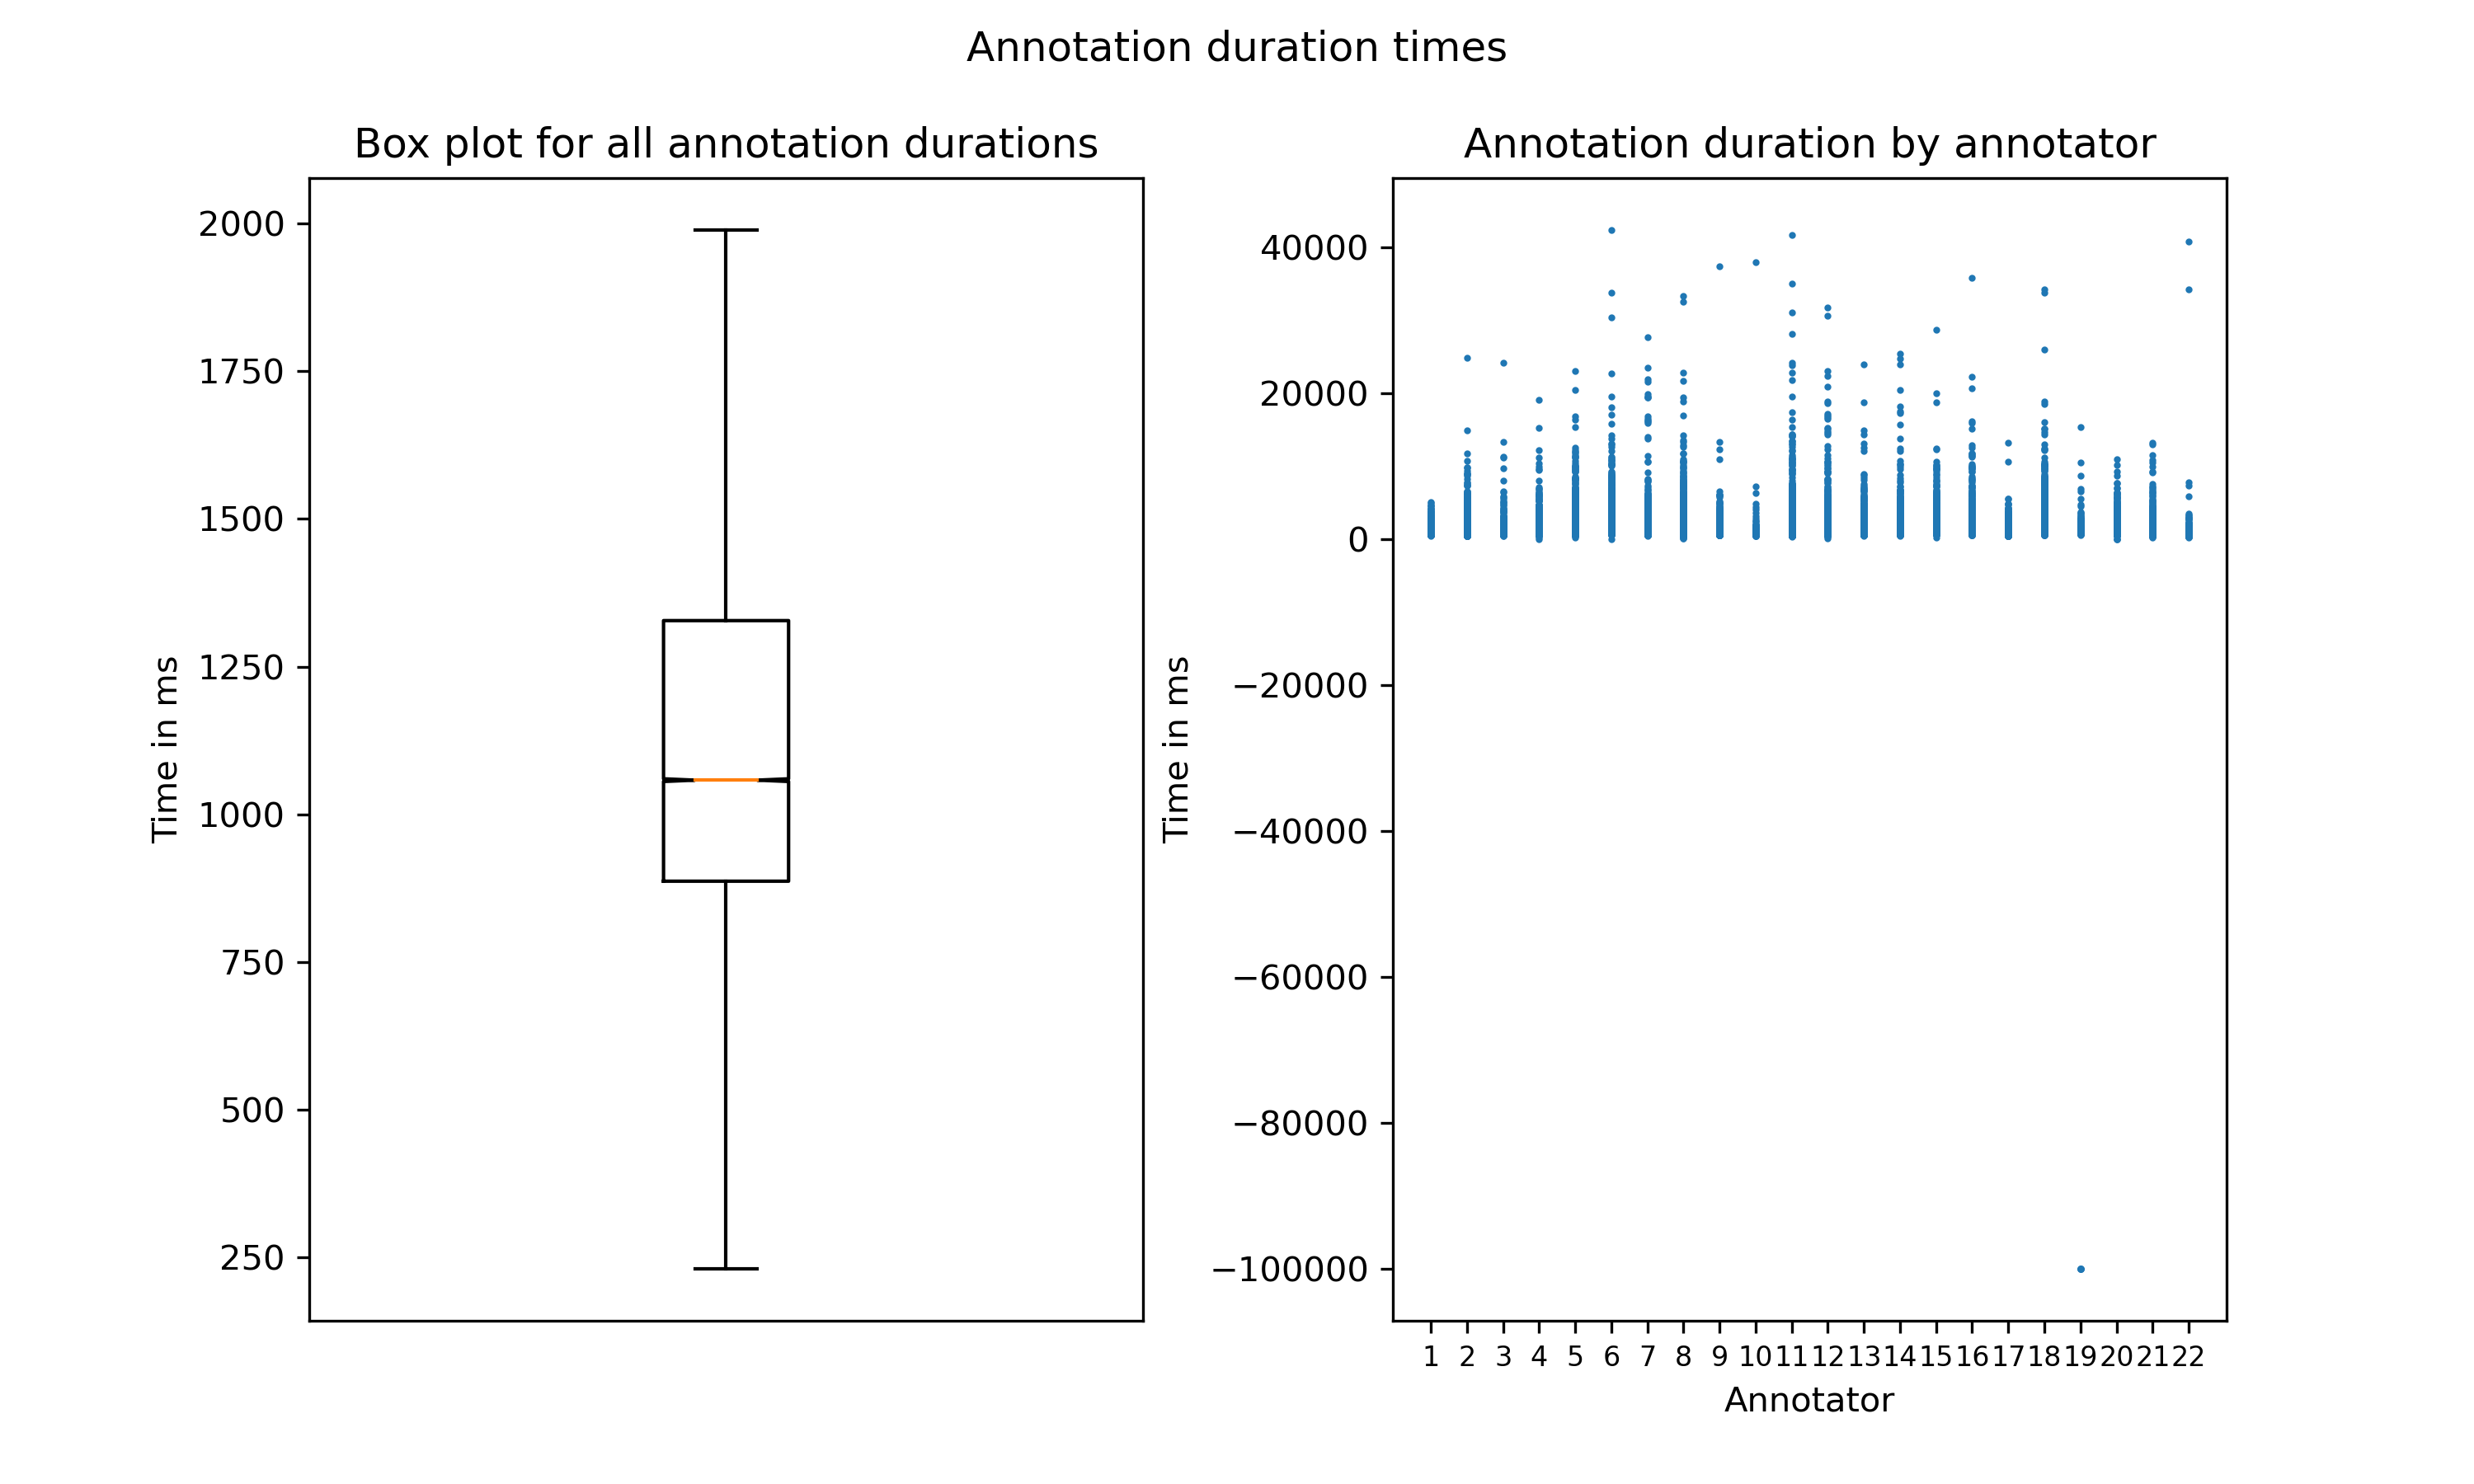 Annotation duration times
Box plot for all annotation durations
2000
1750
1500
1250
1000
750
500
250
Time in ms
Annotation duration by annotator
40000
20000
0
−20000
−40000
−60000
−80000
−100000
Time in ms
1 2 3 4 5 6 7 8 9 10 11 12 13 14 15 16 17 18 19 20 21 22
Annotator